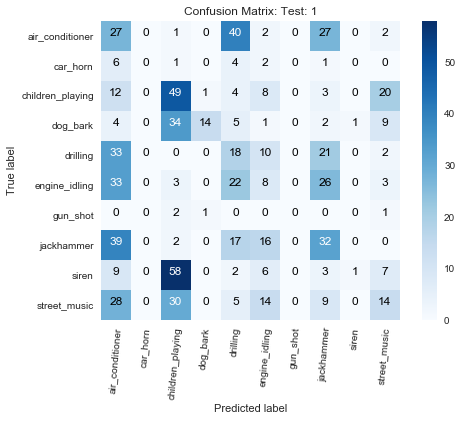 Confusion Matrix: Test: 1
air_conditioner 27 0 1 0 40 2 0 27 0 2
car_horn 6 0 1 0 4 2 0 1 0 0
children_playing 12 0 49 1 4 8 0 3 0 20
dog_bark 4 0 34 14 5 1 0 2 1 9
drilling 33 0 0 0 18 10 0 21 0 2
engine_idling 33 0 3 0 22 8 0 26 0 3
gun_shot 0 0 2 1 0 0 0 0 0 1
jackhammer 39 0 2 0 17 16 0 32 0 0
siren 9 0 58 0 2 6 0 3 1 7
street_music 28 0 30 0 5 14 0 9 0 14
True label
air_conditioner car_horn children_playing dog_bark drilling engine_idling gun_shot jackhammer siren street_music
Predicted label
50
40
30
20
10
0